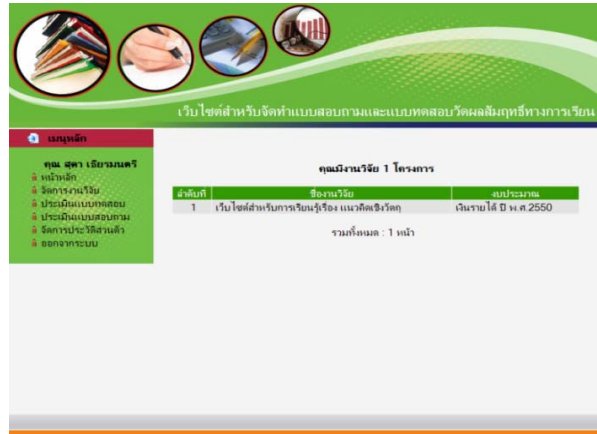 เว็บไซต์สำหรับจัดทำแบบสอบถามและแบบทดสอบวัดผลสัมฤทธิ์ทางการเรียน
เมนูหลัก
คุณ สุดา เธียรมนตรี
หน้าหลัก
จัดการงานวิจัย
ประเมินแบบทดสอบ
ประเมินแบบสอบถาม
จัดการประวัติส่วนตัว
ออกจากระบบ
คุณมีงานวิจัย 1 โครงการ
ลำดับที่ ชื่องานวิจัย งบประมาณ
1 เว็บไซต์สำหรับการเรียนรู้เรื่อง แนวคิดเชิงวัตถุ เงินรายได้ ปี พ.ศ.2550
รวมทั้งหมด : 1 หน้า